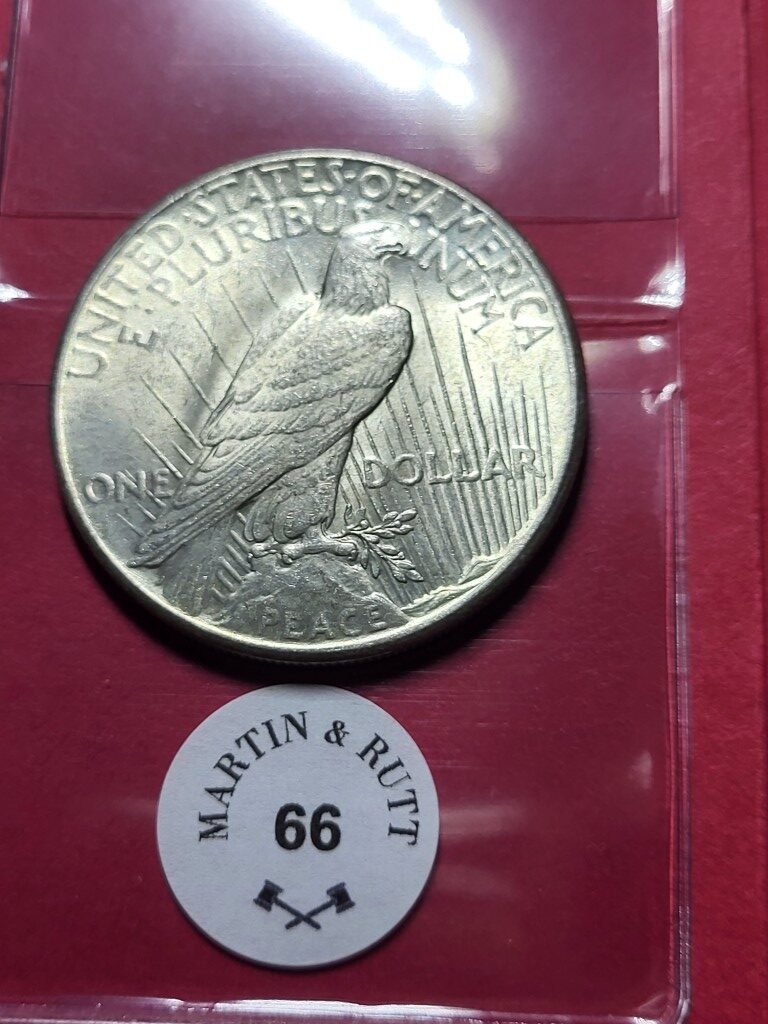 UNITED·STATES·OF·AMERICA
E·PLURIBUS UNUM
ONE DOLLAR
PEACE
MARTIN & RUTT
66